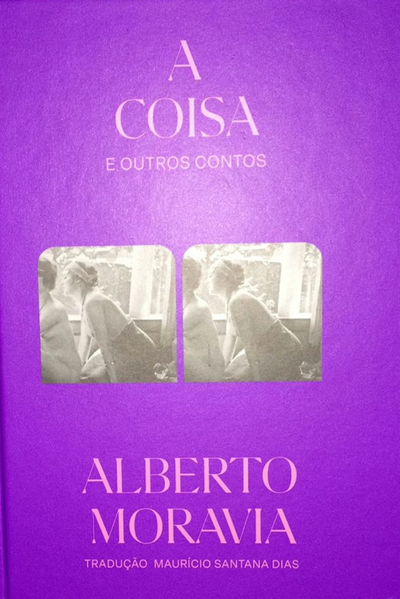 A
COISA
E OUTROS CONTOS
ALBERTO
MORAVIA
TRADUÇÃO MAURÍCIO SANTANA DIAS